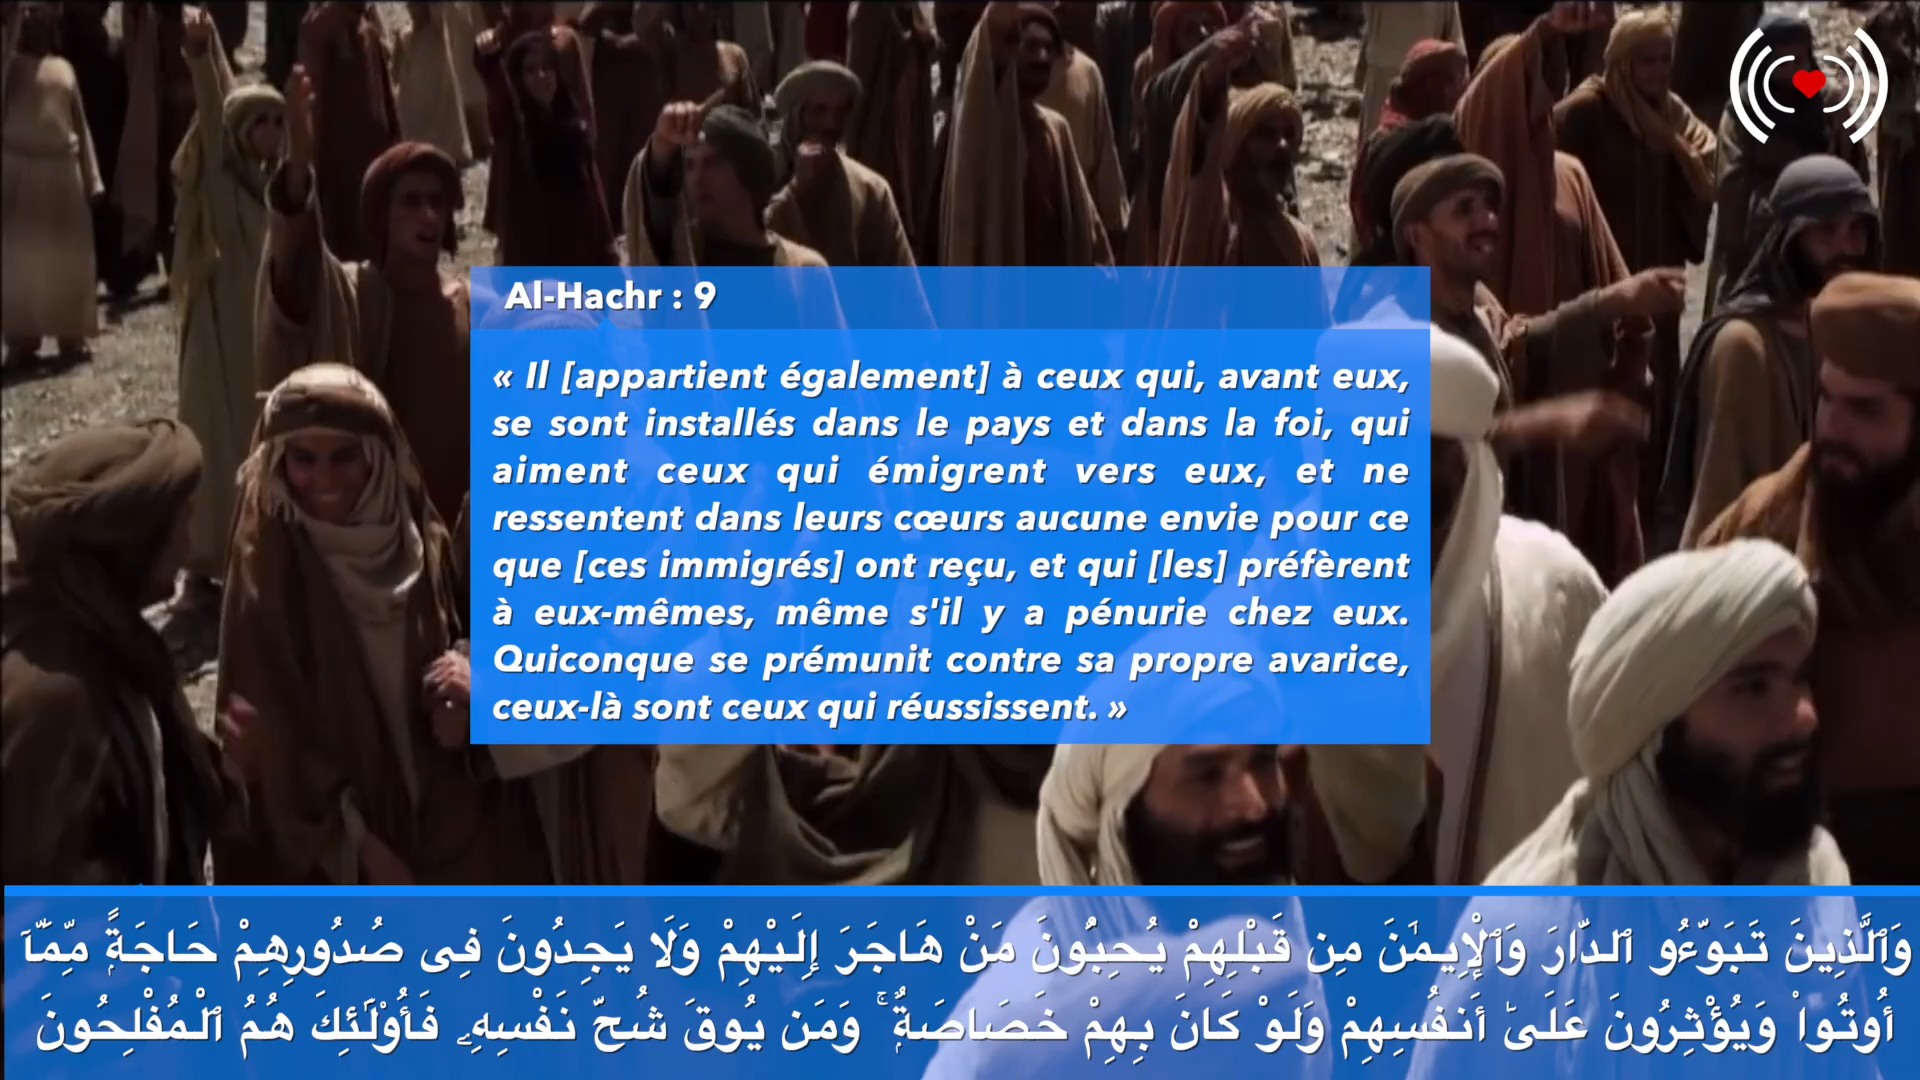 Al-Hachr : 9
« Il [appartient également] à ceux qui, avant eux,
se sont installés dans le pays et dans la foi, qui
aiment ceux qui émigrent vers eux, et ne
ressentent dans leurs cœurs aucune envie pour ce
que [ces immigrés] ont reçu, et qui [les] préfèrent
à eux-mêmes, même s'il y a pénurie chez eux.
Quiconque se prémunit contre sa propre avarice,
ceux-là sont ceux qui réussissent. »
وَٱلَّذِينَ تَبَوَّءُو ٱلدَّارَ وَٱلْإِيمَٰنَ مِن قَبْلِهِمْ يُحِبُّونَ مَنْ هَاجَرَ إِلَيْهِمْ وَلَا يَجِدُونَ فِى صُدُورِهِمْ حَاجَةًۭ مِّمَّآ
أُوتُوا۟ وَيُؤْثِرُونَ عَلَىٰٓ أَنفُسِهِمْ وَلَوْ كَانَ بِهِمْ خَصَاصَةٌۭ ۚ وَمَن يُوقَ شُحَّ نَفْسِهِۦ فَأُو۟لَٰٓئِكَ هُمُ ٱلْمُفْلِحُونَ